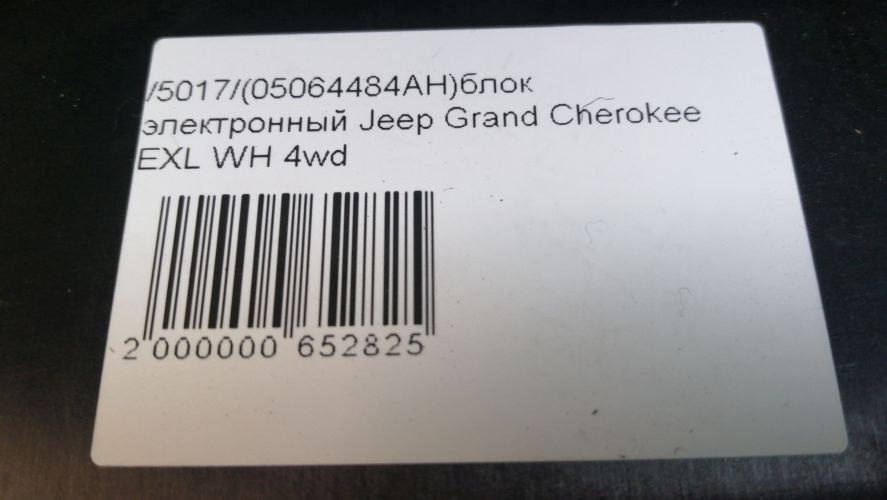 /5017/(05064484AH)блок
электронный Jeep Grand Cherokee
EXL WH 4wd
2 000000 652825